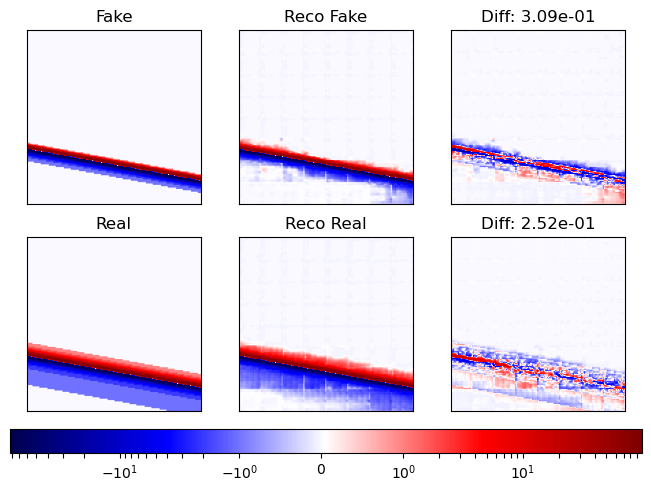 Fake Reco Fake Diff: 3.09e-01
Real Reco Real Diff: 2.52e-01
−10¹ −10⁰ 0 10⁰ 10¹